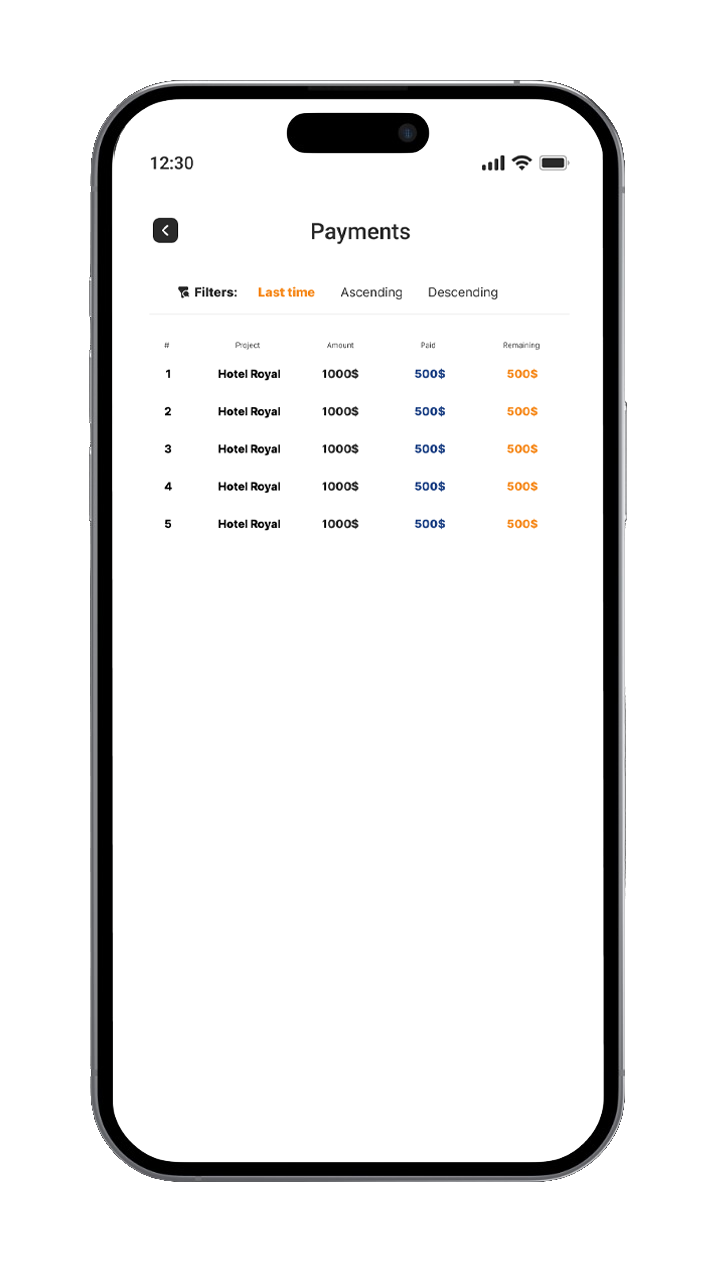 12:30
Payments
Filters: Last time Ascending Descending
# Project Amount Paid Remaining
1 Hotel Royal 1000$ 500$ 500$
2 Hotel Royal 1000$ 500$ 500$
3 Hotel Royal 1000$ 500$ 500$
4 Hotel Royal 1000$ 500$ 500$
5 Hotel Royal 1000$ 500$ 500$